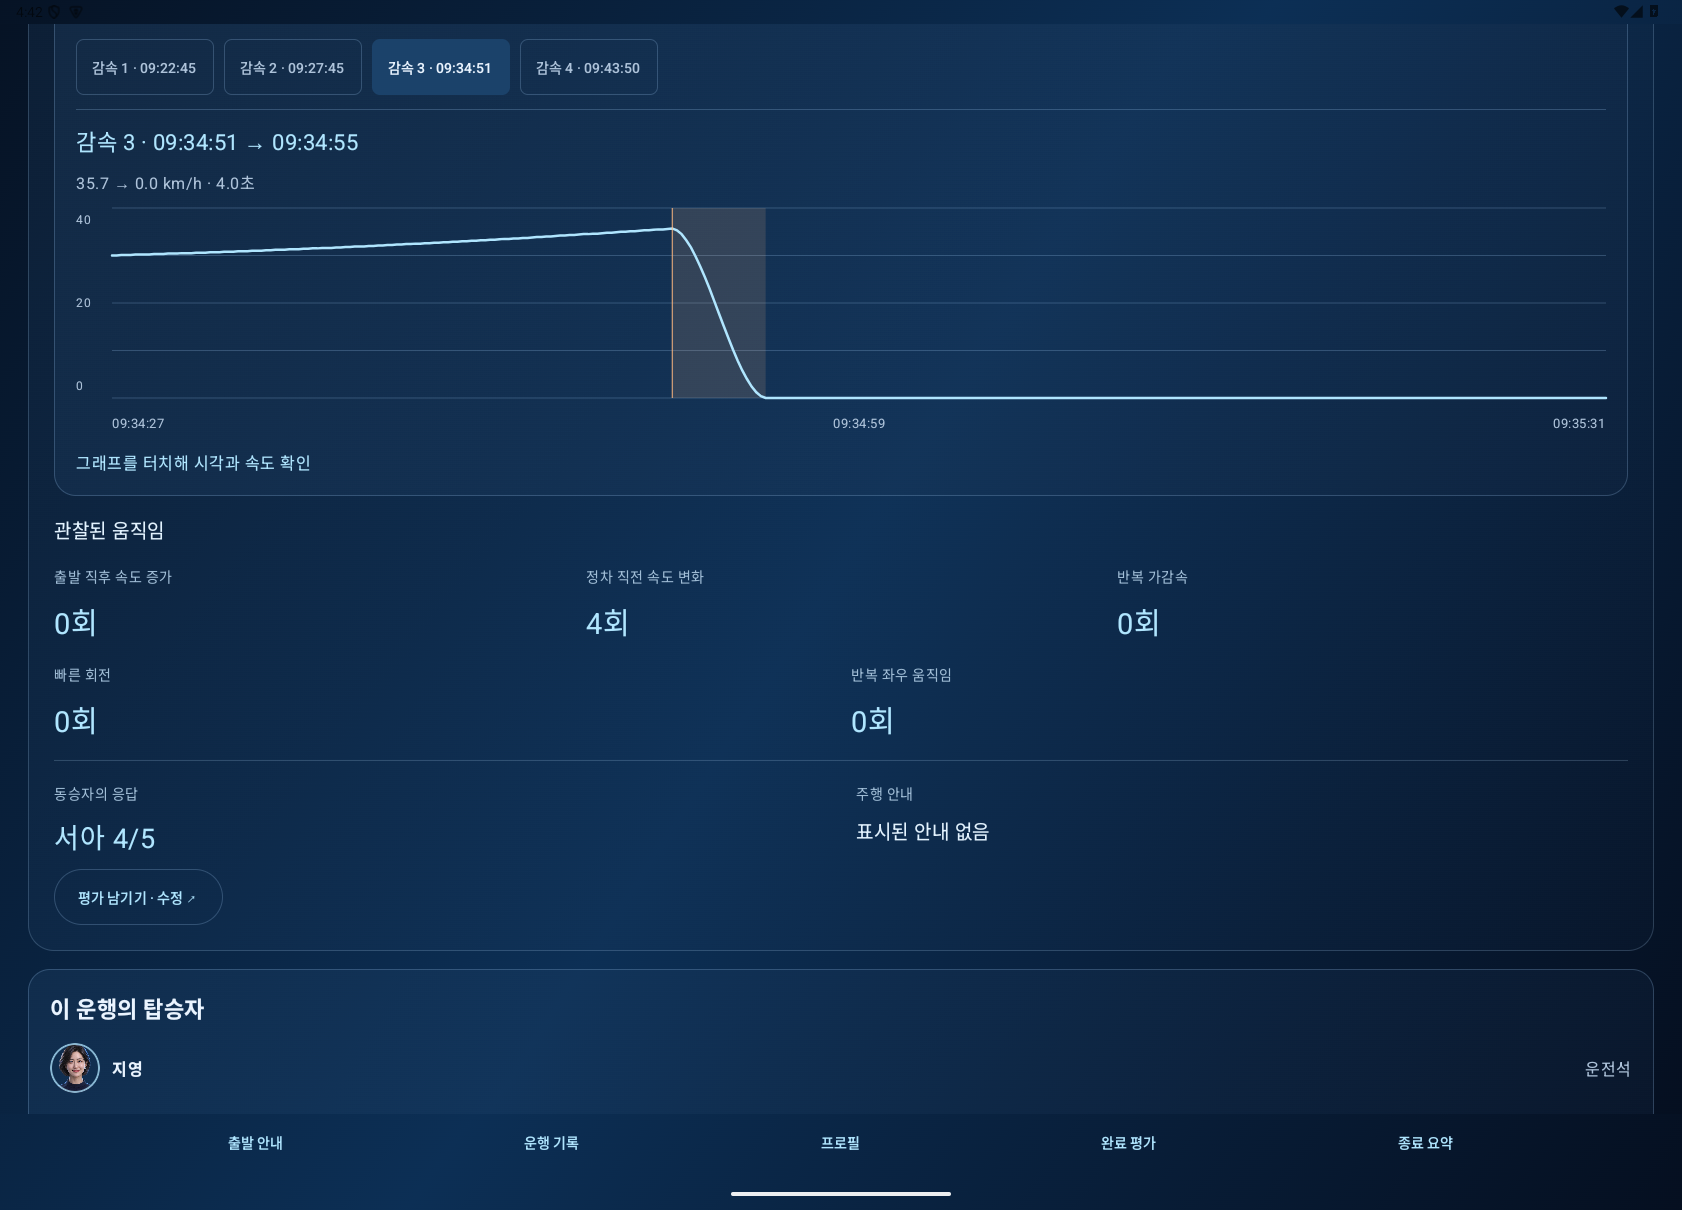 4:42
감속 1 · 09:22:45
감속 2 · 09:27:45
감속 3 · 09:34:51
감속 4 · 09:43:50
감속 3 · 09:34:51 → 09:34:55
35.7 → 0.0 km/h · 4.0초
40
20
0
09:34:27
09:34:59
09:35:31
그래프를 터치해 시각과 속도 확인
관찰된 움직임
출발 직후 속도 증가
정차 직전 속도 변화
반복 가감속
0회
4회
0회
빠른 회전
반복 좌우 움직임
0회
0회
동승자의 응답
주행 안내
서아 4/5
표시된 안내 없음
평가 남기기 · 수정 ↗
이 운행의 탑승자
지영
운전석
출발 안내
운행 기록
프로필
완료 평가
종료 요약